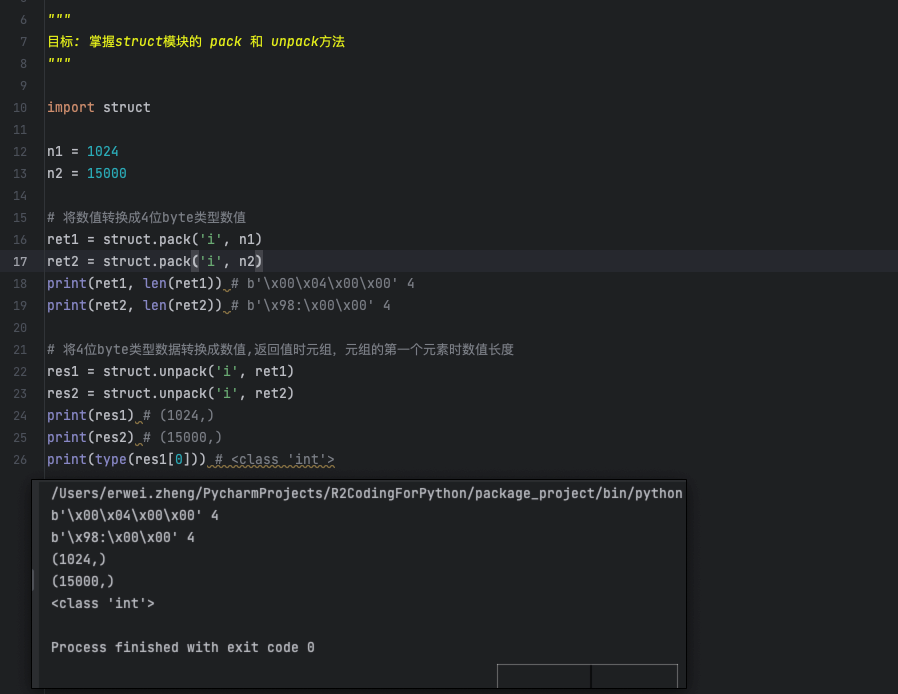 6 """
7 目标: 掌握struct模块的 pack 和 unpack方法
8 """
9
10 import struct
11
12 n1 = 1024
13 n2 = 15000
14
15 # 将数值转换成4位byte类型数值
16 ret1 = struct.pack('i', n1)
17 ret2 = struct.pack('i', n2)
18 print(ret1, len(ret1)) # b'\x00\x04\x00\x00' 4
19 print(ret2, len(ret2)) # b'\x98:\x00\x00' 4
20
21 # 将4位byte类型数据转换成数值,返回值时元组, 元组的第一个元素时数值长度
22 res1 = struct.unpack('i', ret1)
23 res2 = struct.unpack('i', ret2)
24 print(res1) # (1024,)
25 print(res2) # (15000,)
26 print(type(res1[0])) # <class 'int'>
/Users/erwei.zheng/PycharmProjects/R2CodingForPython/package_project/bin/python
b'\x00\x04\x00\x00' 4
b'\x98:\x00\x00' 4
(1024,)
(15000,)
<class 'int'>
Process finished with exit code 0